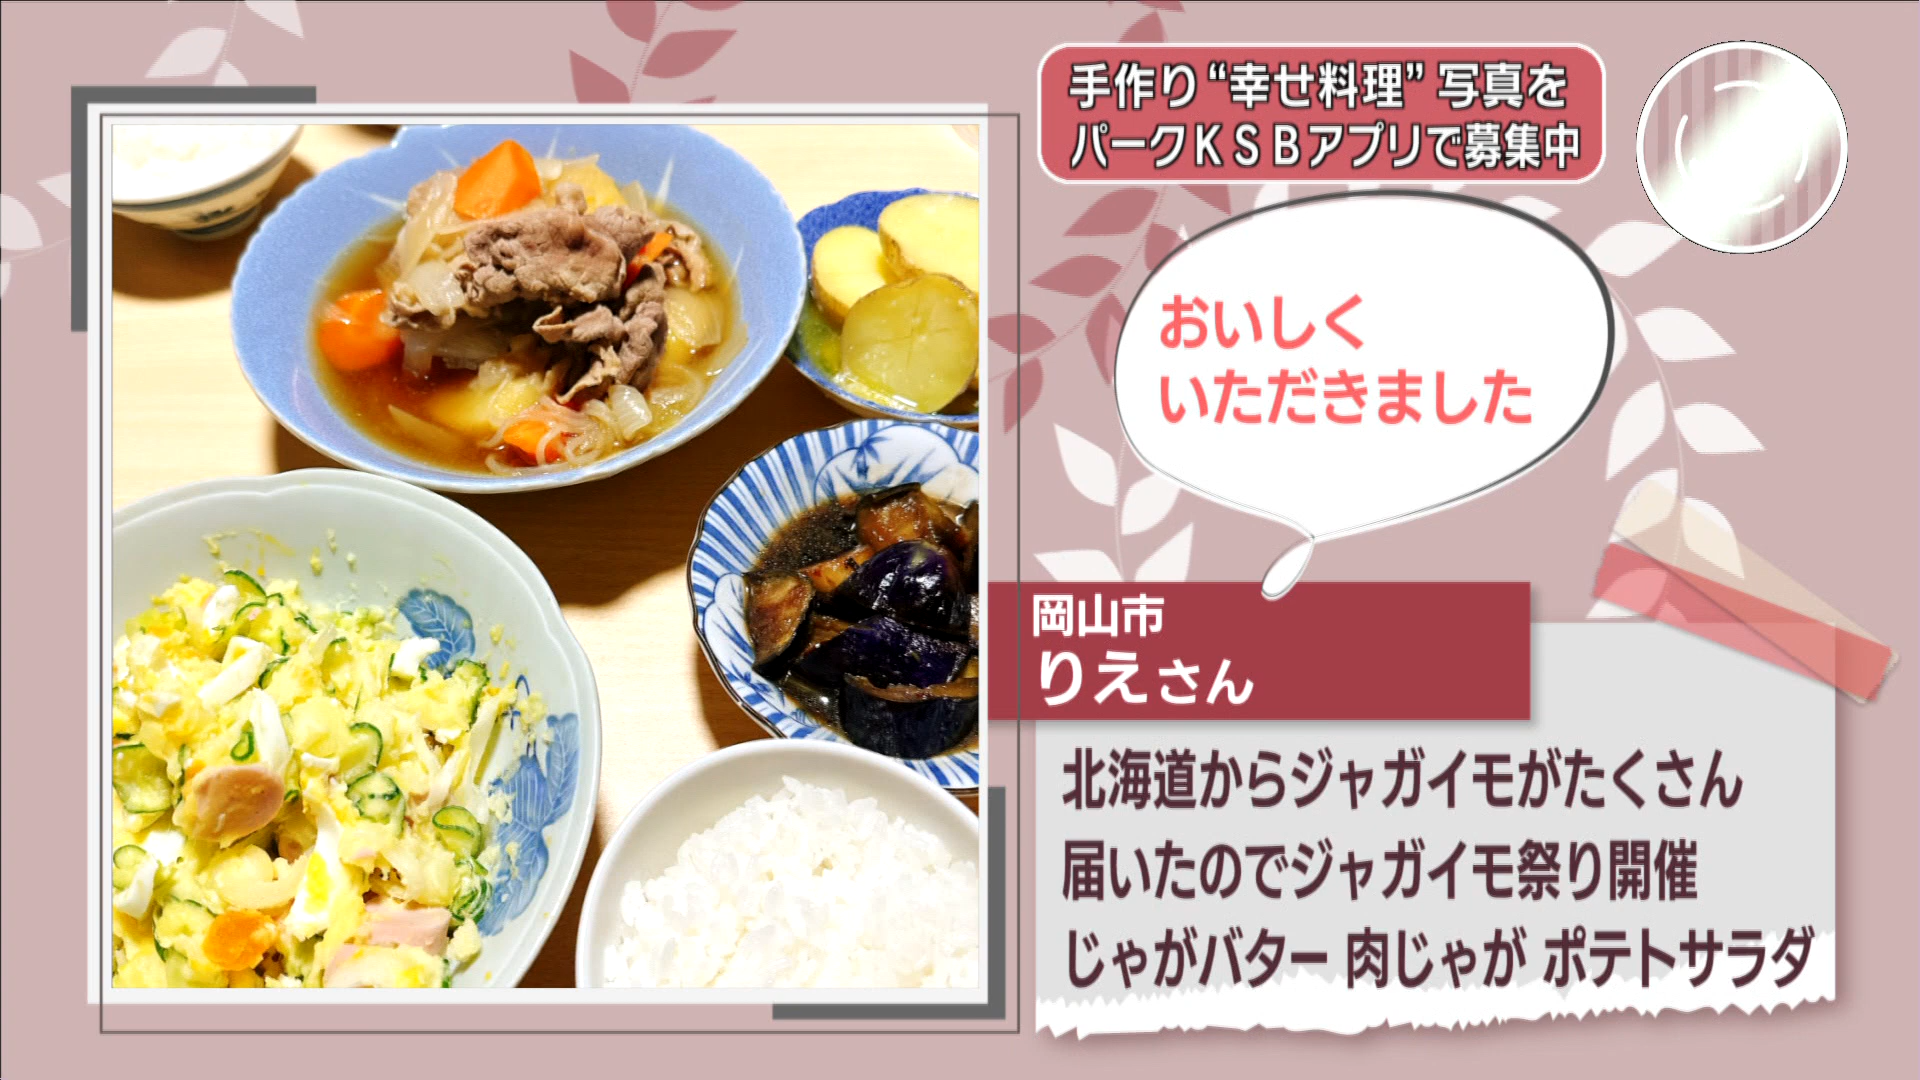 手作り“幸せ料理”写真を
パークＫＳＢアプリで募集中
おいしく
いただきました
岡山市
りえさん
北海道からジャガイモがたくさん
届いたのでジャガイモ祭り開催
じゃがバター 肉じゃが ポテトサラダ